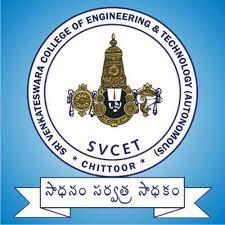 SRI VENKATESWARA COLLEGE OF ENGINEERING & TECHNOLOGY (AUTONOMOUS)
SVCET
* CHITTOOR *
సాధనం సర్వత్ర సాధకం